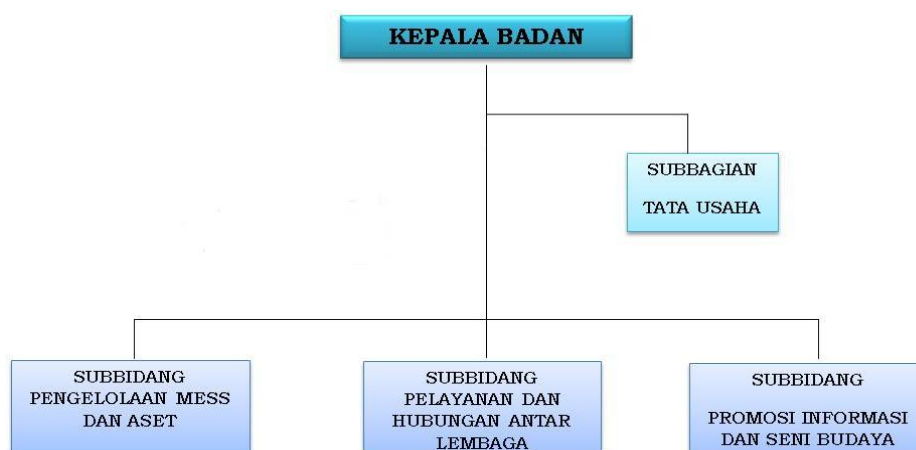 KEPALA BADAN
SUBBAGIAN
TATA USAHA
SUBBIDANG
PENGELOLAAN MESS
DAN ASET
SUBBIDANG
PELAYANAN DAN
HUBUNGAN ANTAR
LEMBAGA
SUBBIDANG
PROMOSI INFORMASI
DAN SENI BUDAYA